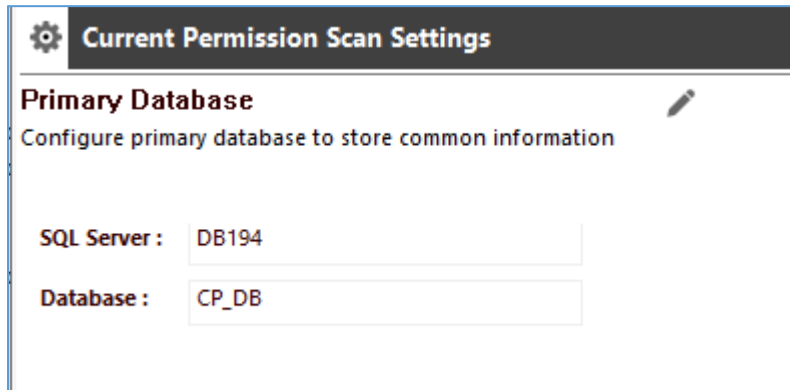 Current Permission Scan Settings
Primary Database
Configure primary database to store common information
SQL Server : DB194
Database : CP_DB